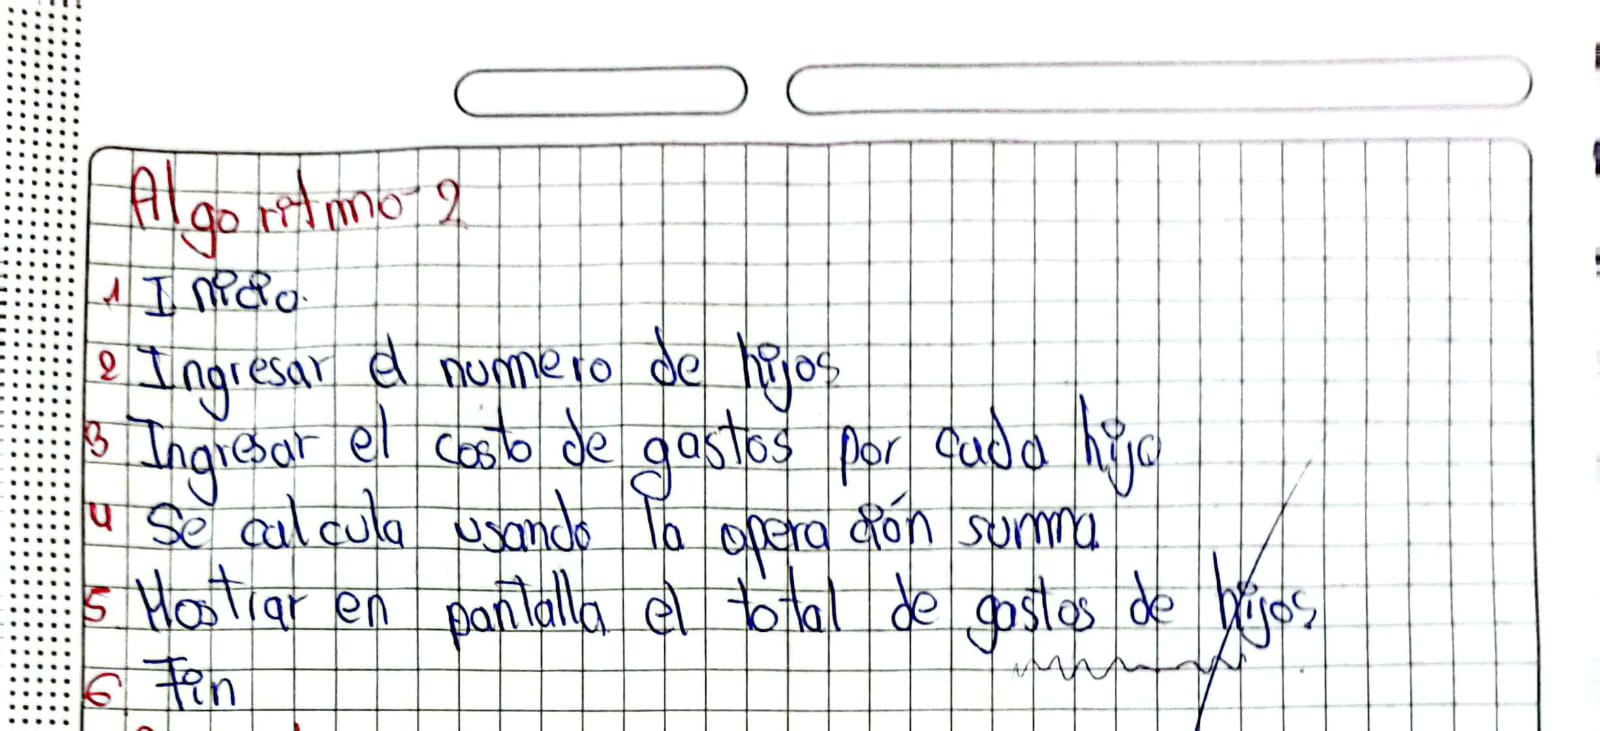 Algoritmo 2
1 Inicio.
2 Ingresar el numero de hijos
3 Ingresar el costo de gastos por cada hijo
4 Se calcula usando la operación suma
5 Mostrar en pantalla el total de gastos de hijos
6 Fin